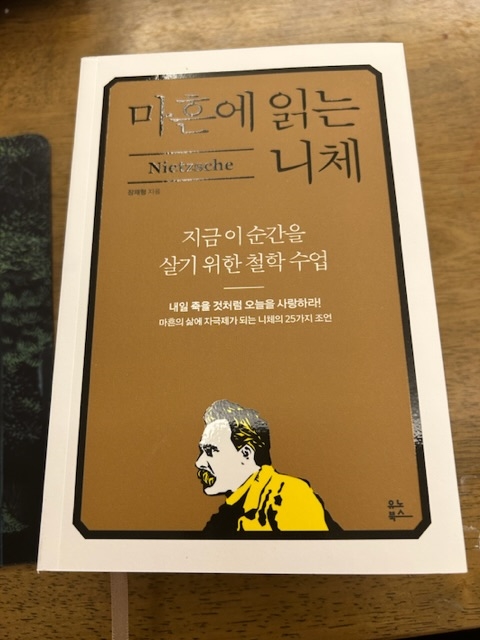 마흔에 읽는
니체
Nietzsche
장재형 지음
지금 이 순간을
살기 위한 철학 수업
내일 죽을 것처럼 오늘을 사랑하라!
마흔의 삶에 자극제가 되는 니체의 25가지 조언
유노
북스